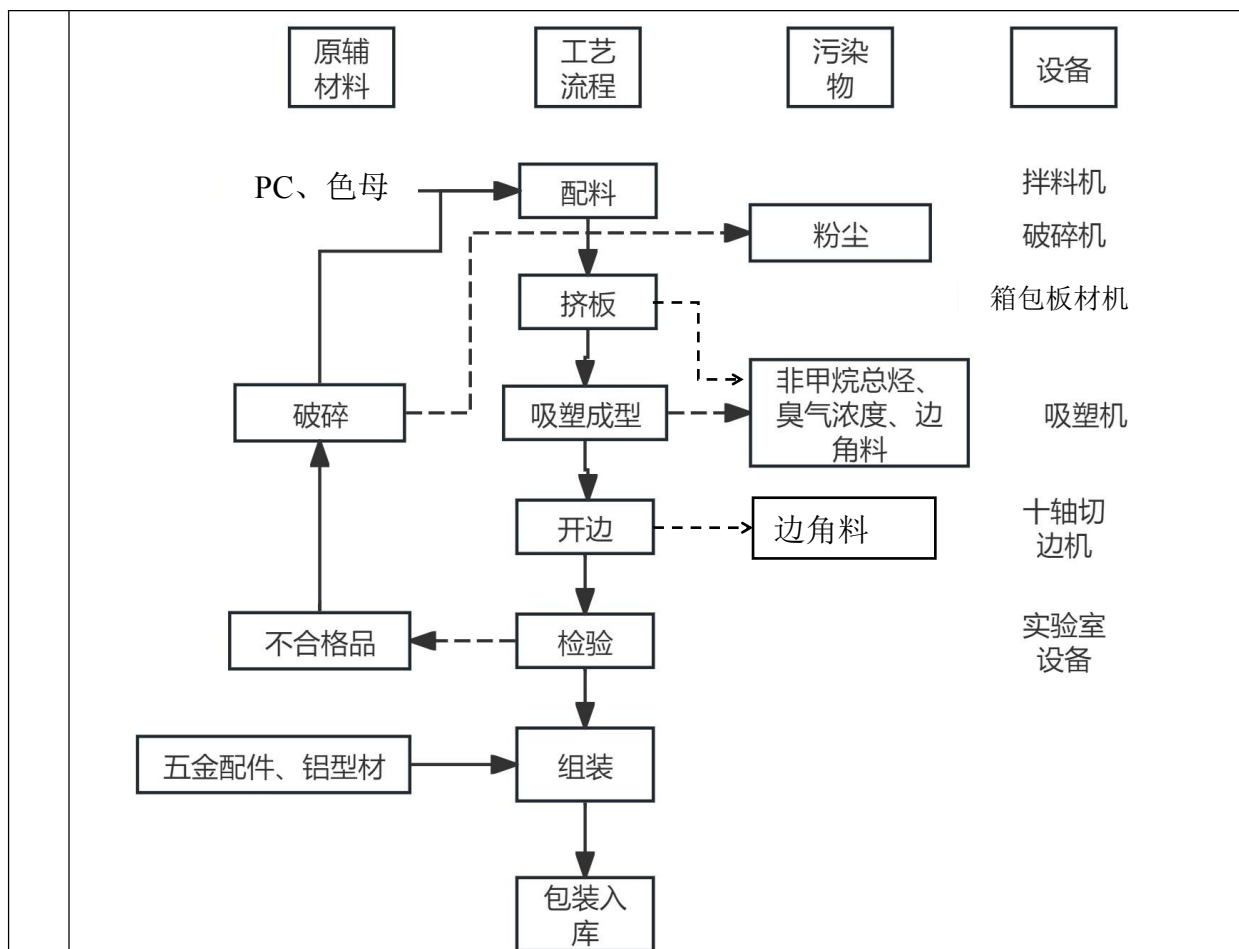 原辅
材料
工艺
流程
污染
物
设备
PC、色母
配料
拌料机
粉尘
破碎机
挤板
箱包板材机
破碎
吸塑成型
非甲烷总烃、
臭气浓度、边
角料
吸塑机
开边
边角料
十轴切
边机
不合格品
检验
实验室
设备
五金配件、铝型材
组装
包装入
库